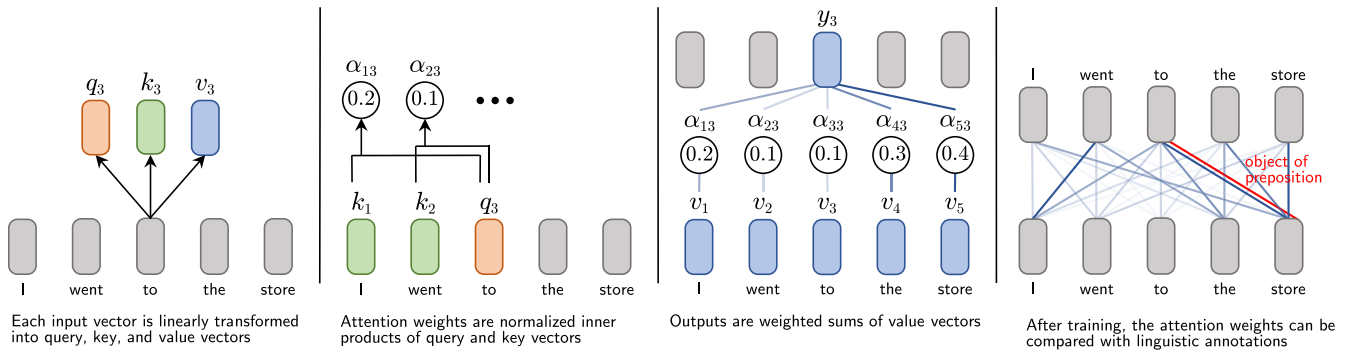 q₃ k₃ v₃
I went to the store
Each input vector is linearly transformed
into query, key, and value vectors
α₁₃ α₂₃
0.2 0.1 •••
k₁ k₂ q₃
I went to the store
Attention weights are normalized inner
products of query and key vectors
y₃
α₁₃ α₂₃ α₃₃ α₄₃ α₅₃
0.2 0.1 0.1 0.3 0.4
v₁ v₂ v₃ v₄ v₅
I went to the store
Outputs are weighted sums of value vectors
I went to the store
object of
preposition
I went to the store
After training, the attention weights can be
compared with linguistic annotations